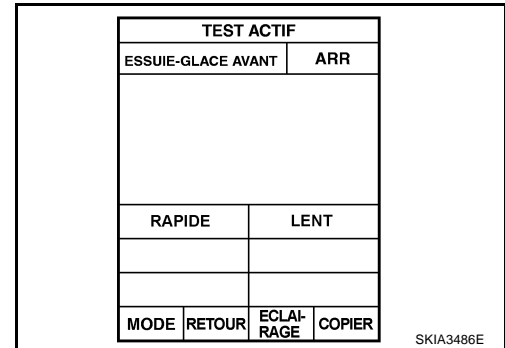 TEST ACTIF
ESSUIE-GLACE AVANT ARR
RAPIDE LENT
MODE RETOUR ECLAI-
RAGE COPIER
SKIA3486E